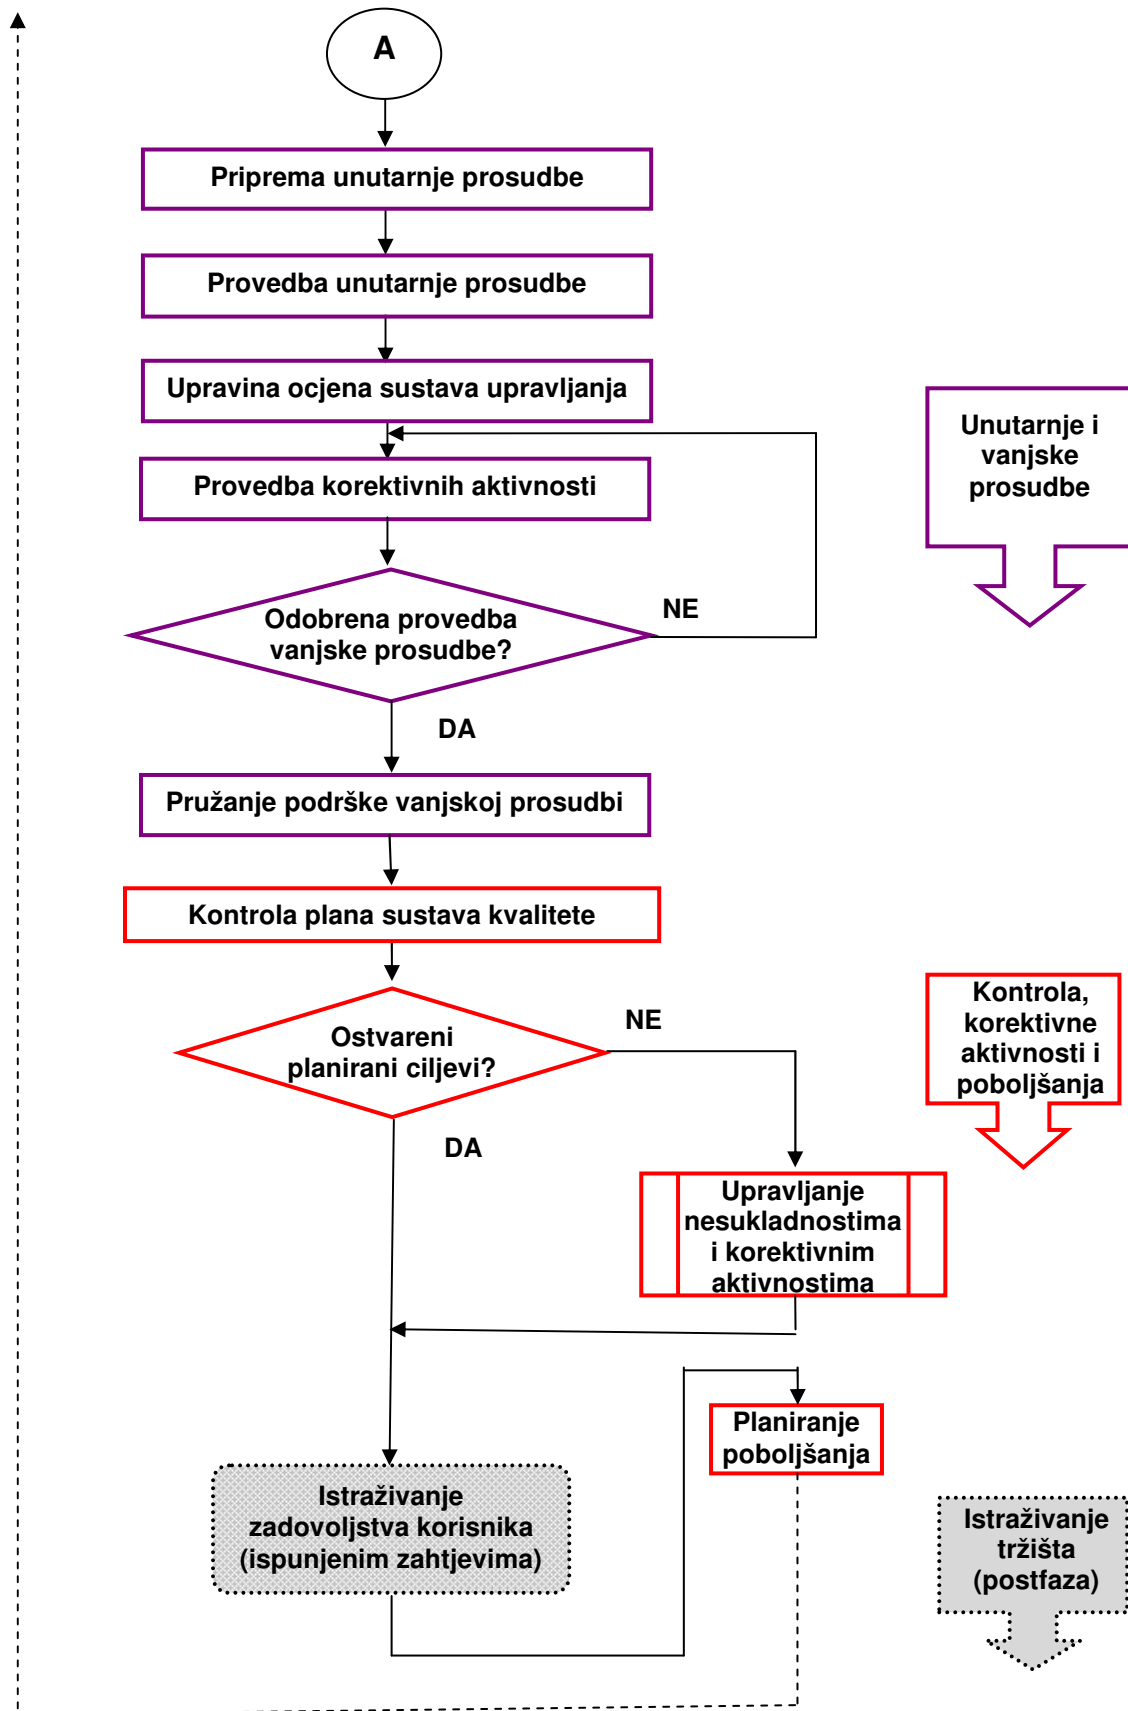 A
Priprema unutarnje prosudbe
Provedba unutarnje prosudbe
Upravina ocjena sustava upravljanja
Provedba korektivnih aktivnosti
Unutarnje i
vanjske
prosudbe
Odobrena provedba
vanjske prosudbe?
NE
DA
Pružanje podrške vanjskoj prosudbi
Kontrola plana sustava kvalitete
Ostvareni
planirani ciljevi?
NE
DA
Kontrola,
korektivne
aktivnosti i
poboljšanja
Upravljanje
nesukladnostima
i korektivnim
aktivnostima
Planiranje
poboljšanja
Istraživanje
zadovoljstva korisnika
(ispunjenim zahtjevima)
Istraživanje
tržišta
(postfaza)